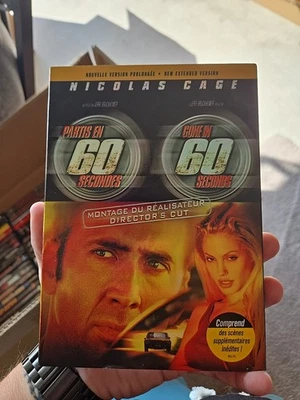 NOUVELLE VERSION PROLONGÉE • NEW EXTENDED VERSION
NICOLAS CAGE
PARTIS EN
60
SECONDES
GONE IN
60
SECONDS
MONTAGE DU RÉALISATEUR
DIRECTOR'S CUT
Comprend
des scènes
supplémentaires
inédites !